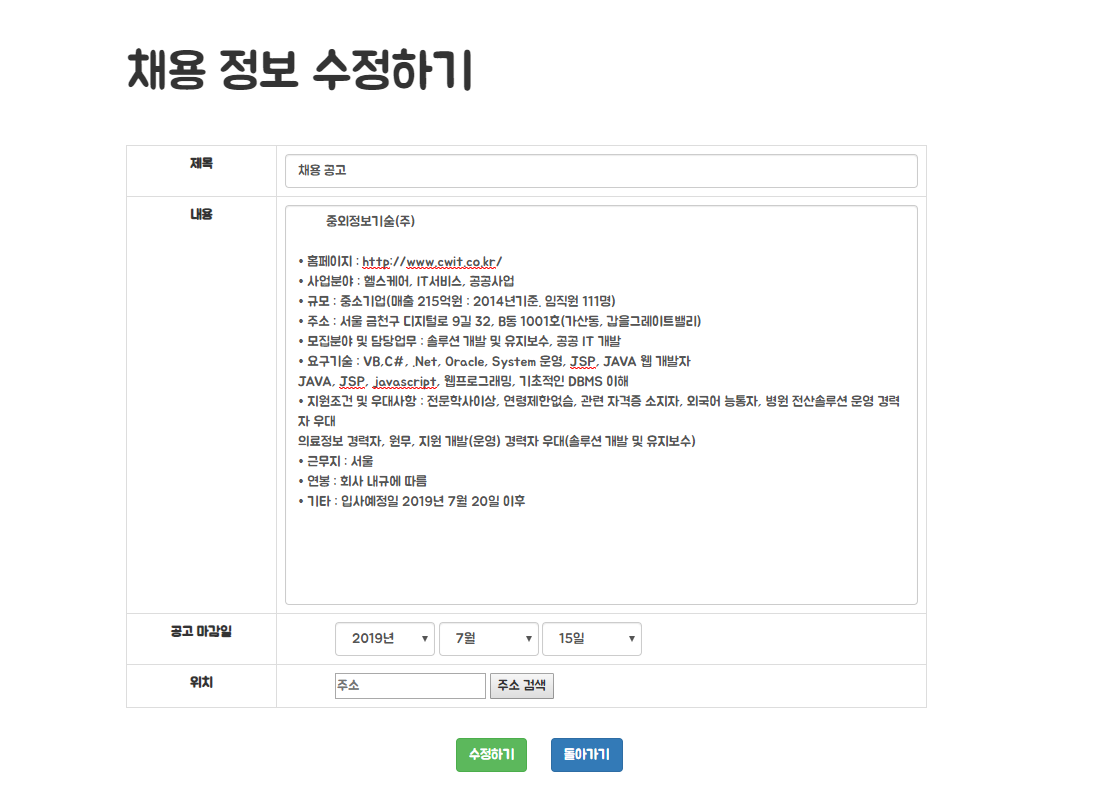 채용 정보 수정하기
제목
채용 공고
내용
중외정보기술(주)
• 홈페이지 : http://www.cwit.co.kr/
• 사업분야 : 헬스케어, IT서비스, 공공사업
• 규모 : 중소기업(매출 215억원 : 2014년기준, 임직원 111명)
• 주소 : 서울 금천구 디지털로 9길 32, B동 1001호(가산동, 갑을그레이트밸리)
• 모집분야 및 담당업무 : 솔루션 개발 및 유지보수, 공공 IT 개발
• 요구기술 : VB,C#, .Net, Oracle, System 운영, JSP, JAVA 웹 개발자
JAVA, JSP, javascript, 웹프로그래밍, 기초적인 DBMS 이해
• 지원조건 및 우대사항 : 전문학사이상, 연령제한없음, 관련 자격증 소지자, 외국어 능통자, 병원 전산솔루션 운영 경력
자 우대
의료정보 경력자, 원무, 지원 개발(운영) 경력자 우대(솔루션 개발 및 유지보수)
• 근무지 : 서울
• 연봉 : 회사 내규에 따름
• 기타 : 입사예정일 2019년 7월 20일 이후
공고 마감일
2019년 7월 15일
위치
주소 주소 검색
수정하기 돌아가기